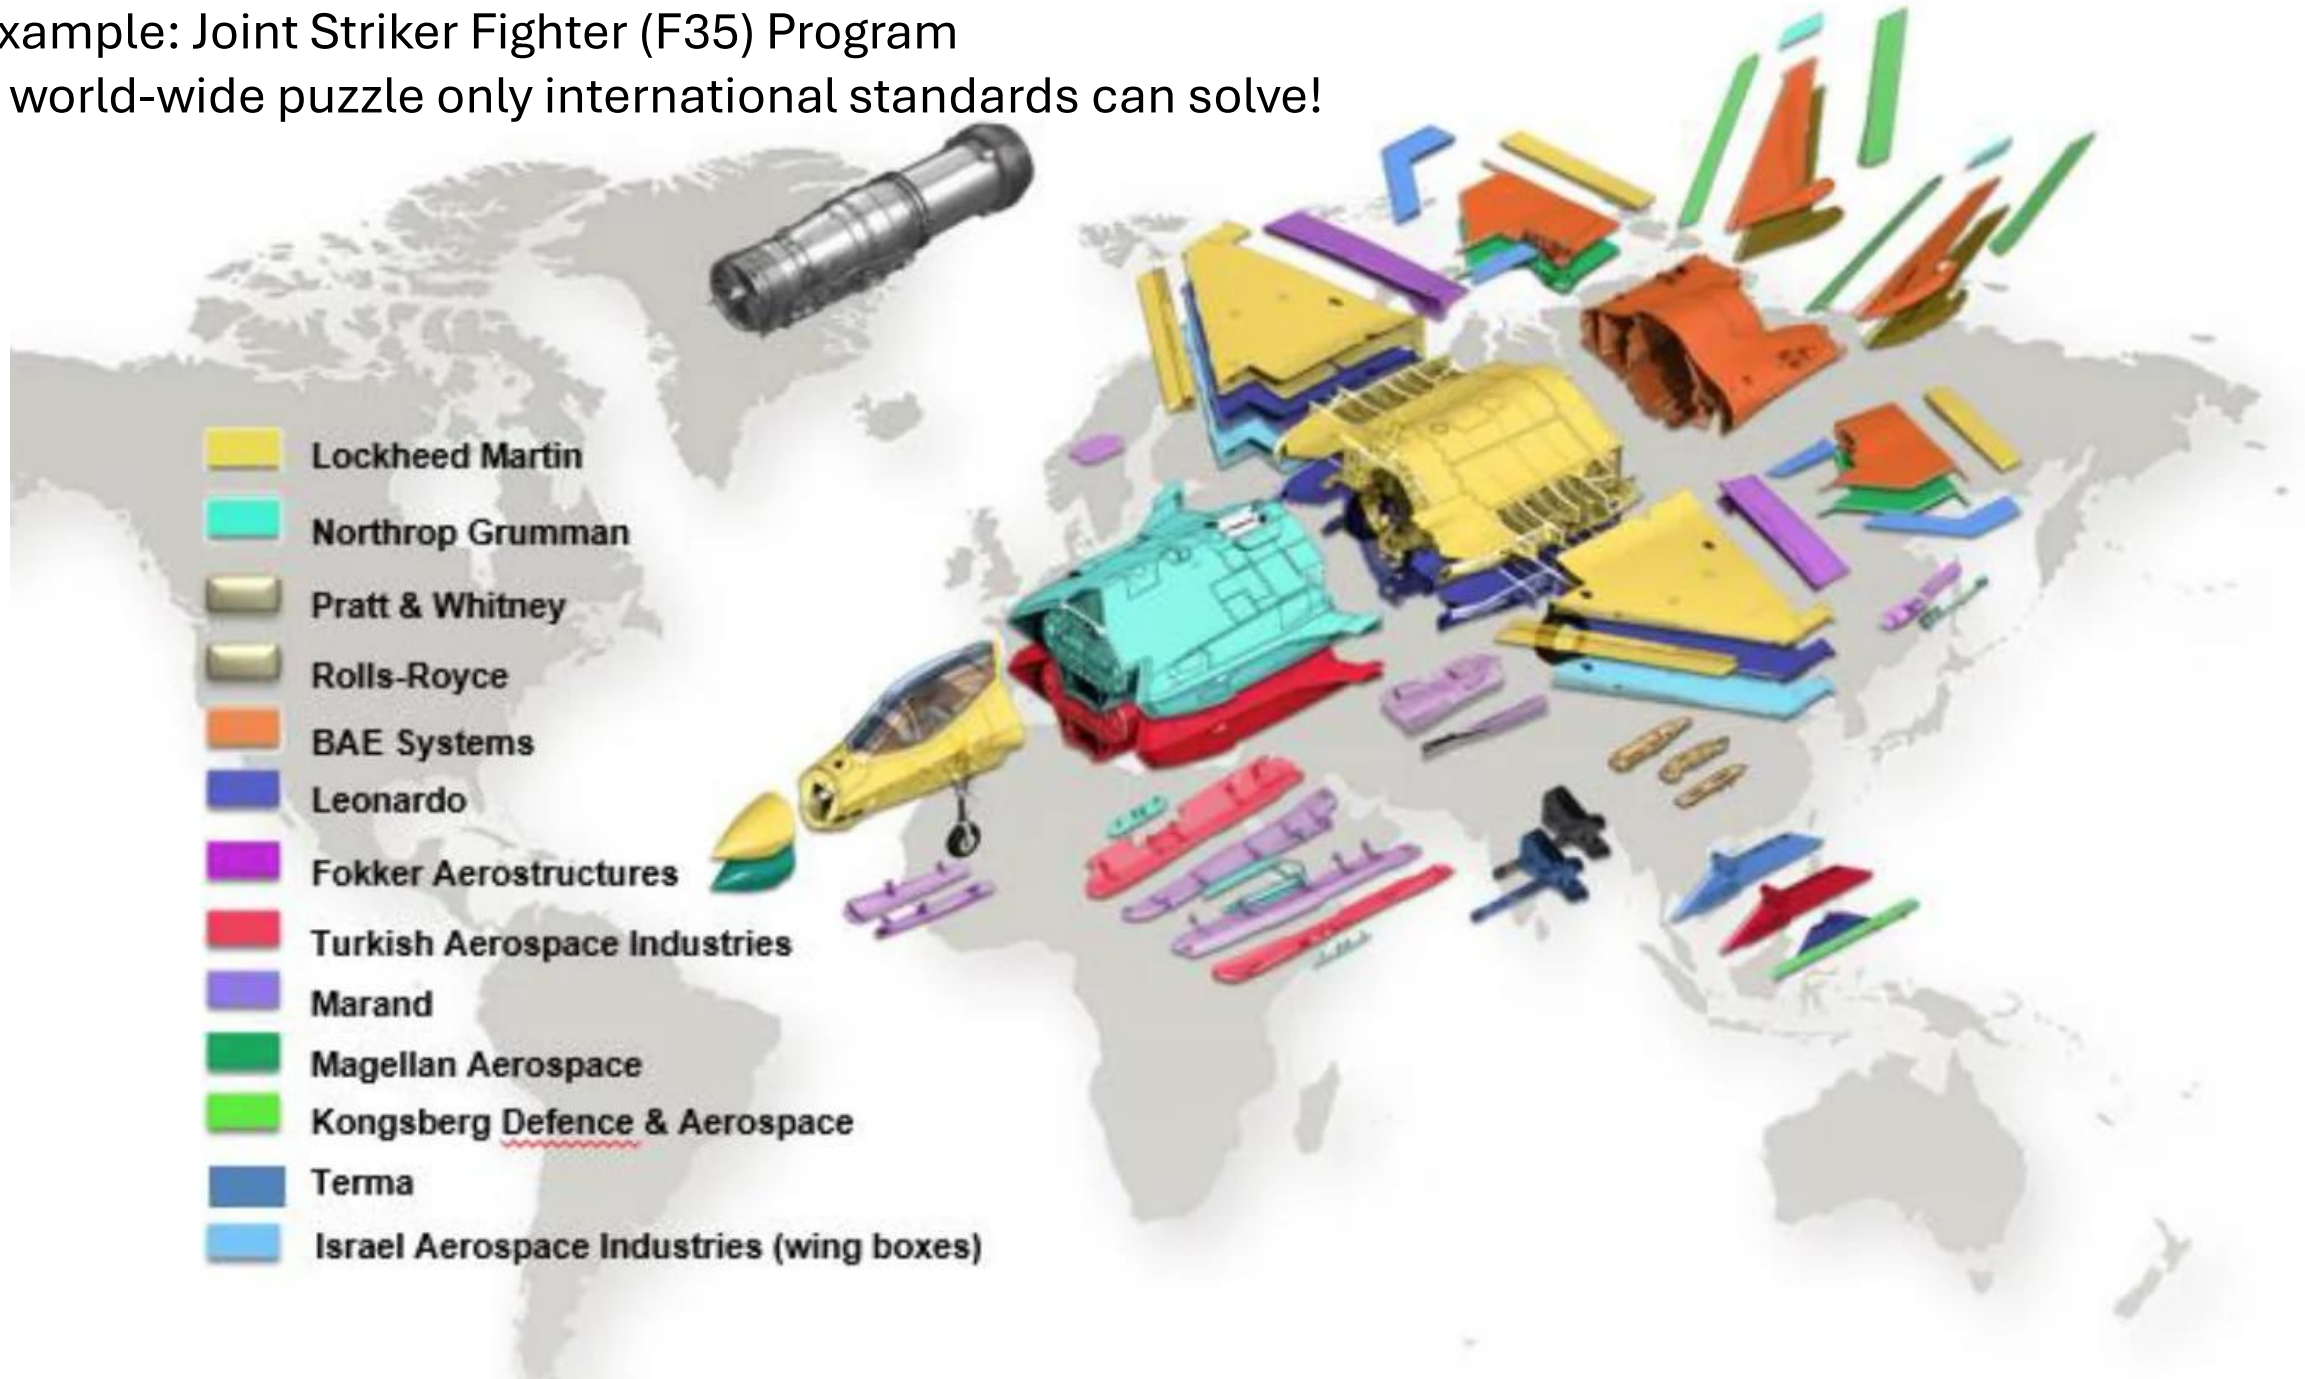 xample: Joint Striker Fighter (F35) Program
world-wide puzzle only international standards can solve!
Lockheed Martin
Northrop Grumman
Pratt & Whitney
Rolls-Royce
BAE Systems
Leonardo
Fokker Aerostructures
Turkish Aerospace Industries
Marand
Magellan Aerospace
Kongsberg Defence & Aerospace
Terma
Israel Aerospace Industries (wing boxes)